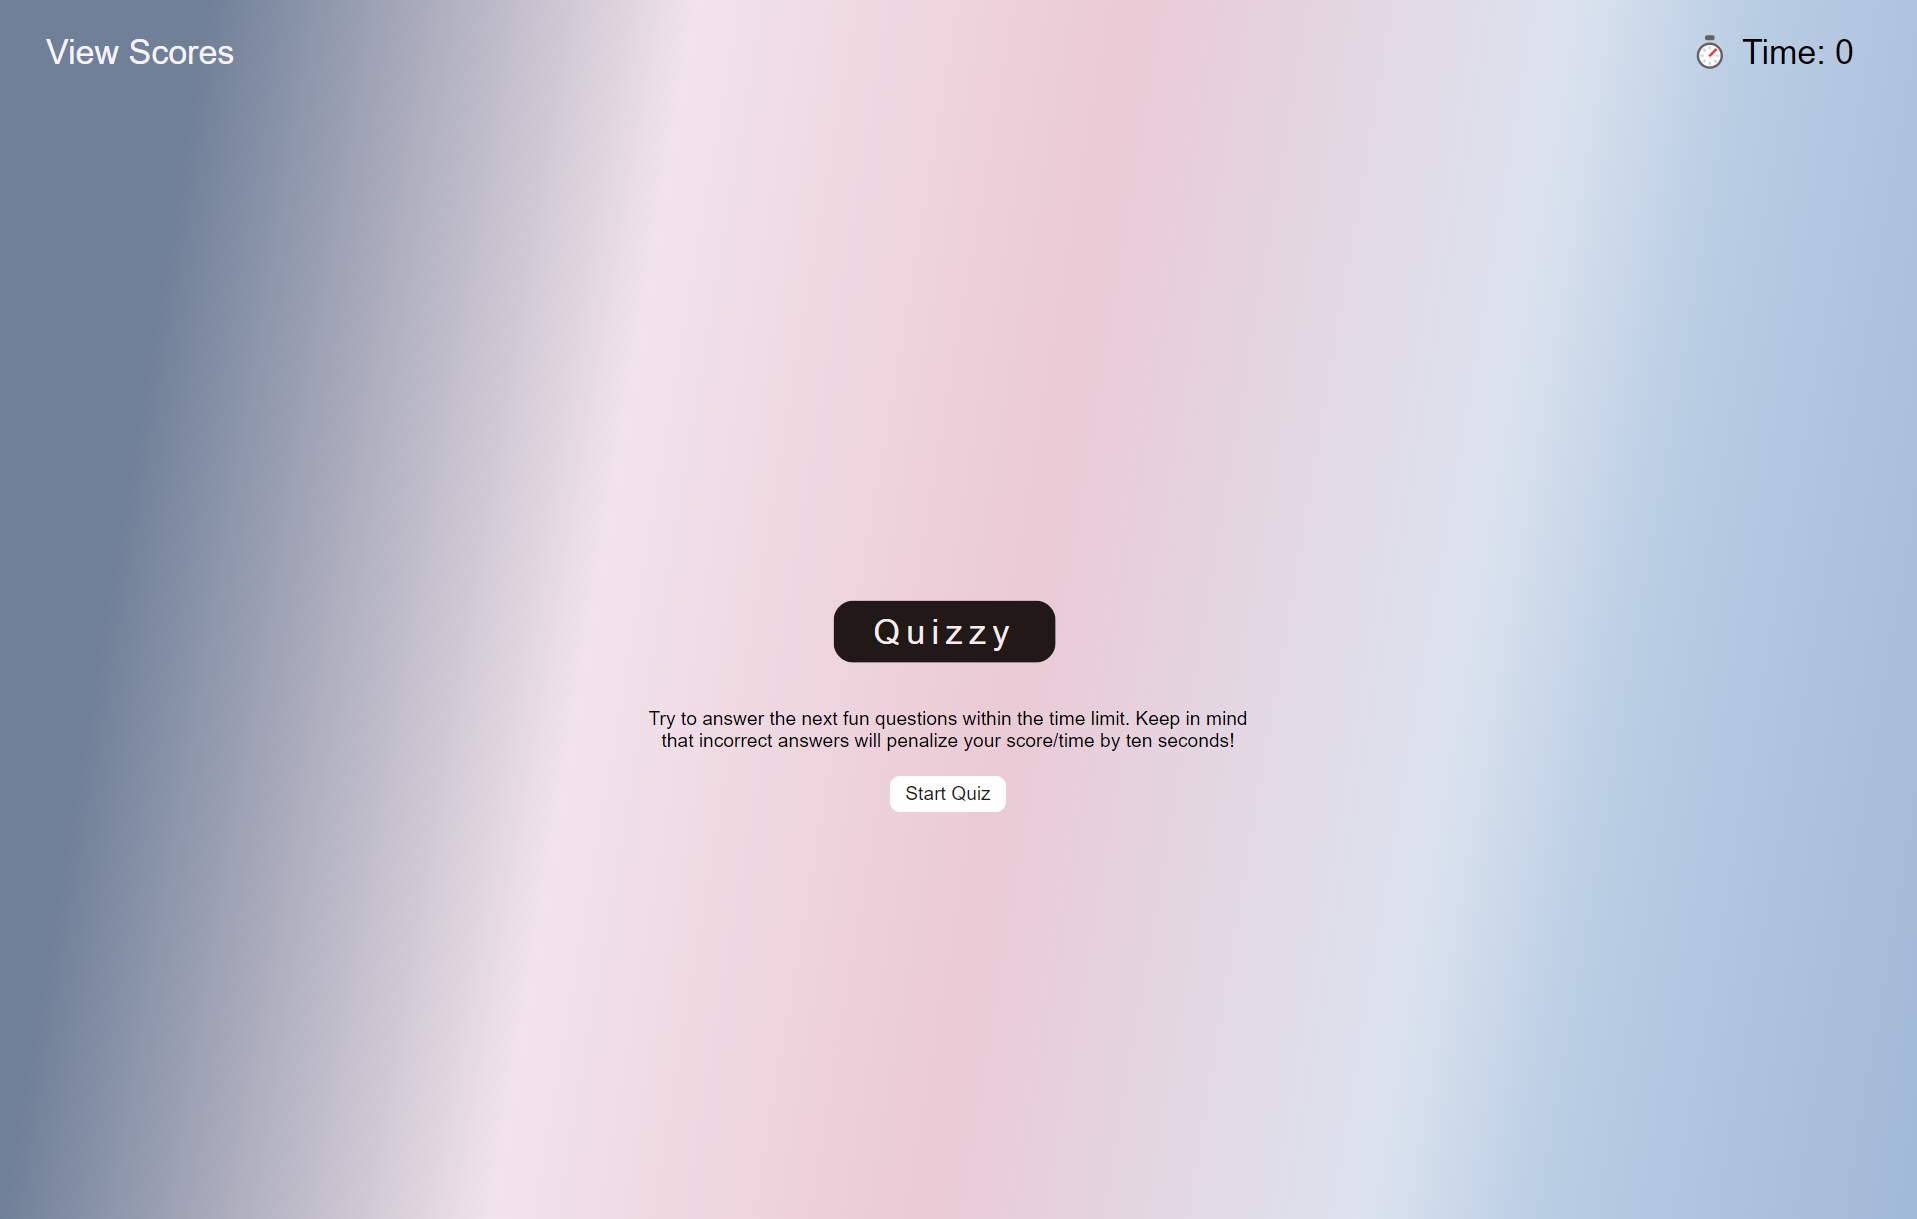 View Scores
Time: 0
Quizzy
Try to answer the next fun questions within the time limit. Keep in mind
that incorrect answers will penalize your score/time by ten seconds!
Start Quiz